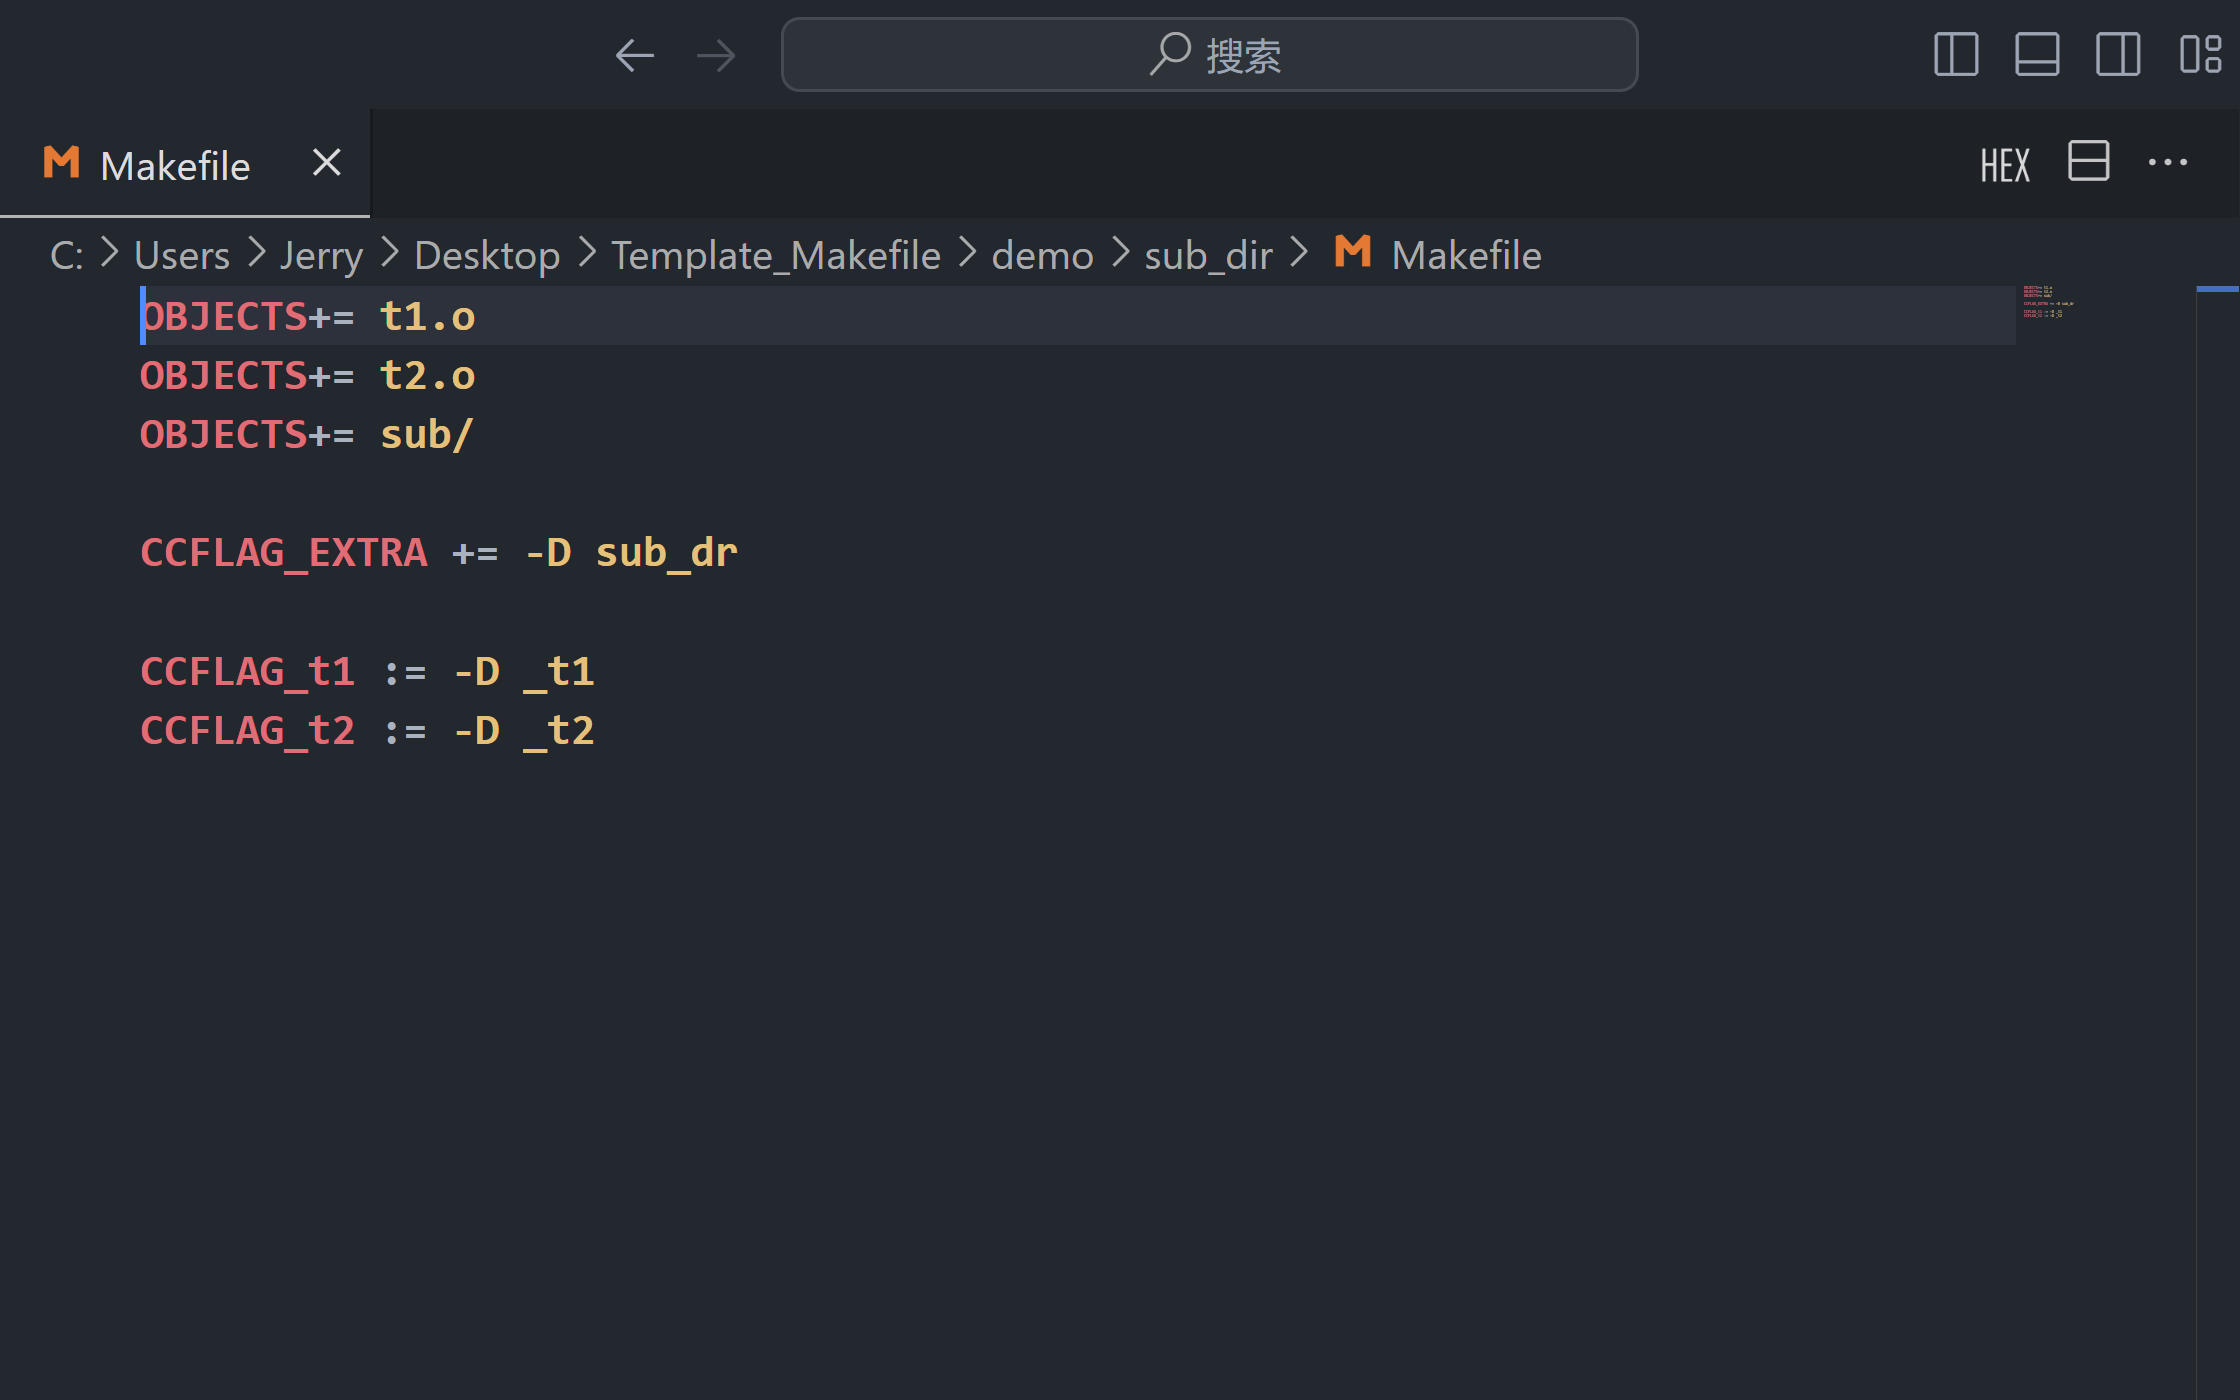 搜索
Makefile
HEX
C: > Users > Jerry > Desktop > Template_Makefile > demo > sub_dir > Makefile
OBJECTS+= t1.o
OBJECTS+= t2.o
OBJECTS+= sub/
CCFLAG_EXTRA += -D sub_dr
CCFLAG_t1 := -D _t1
CCFLAG_t2 := -D _t2